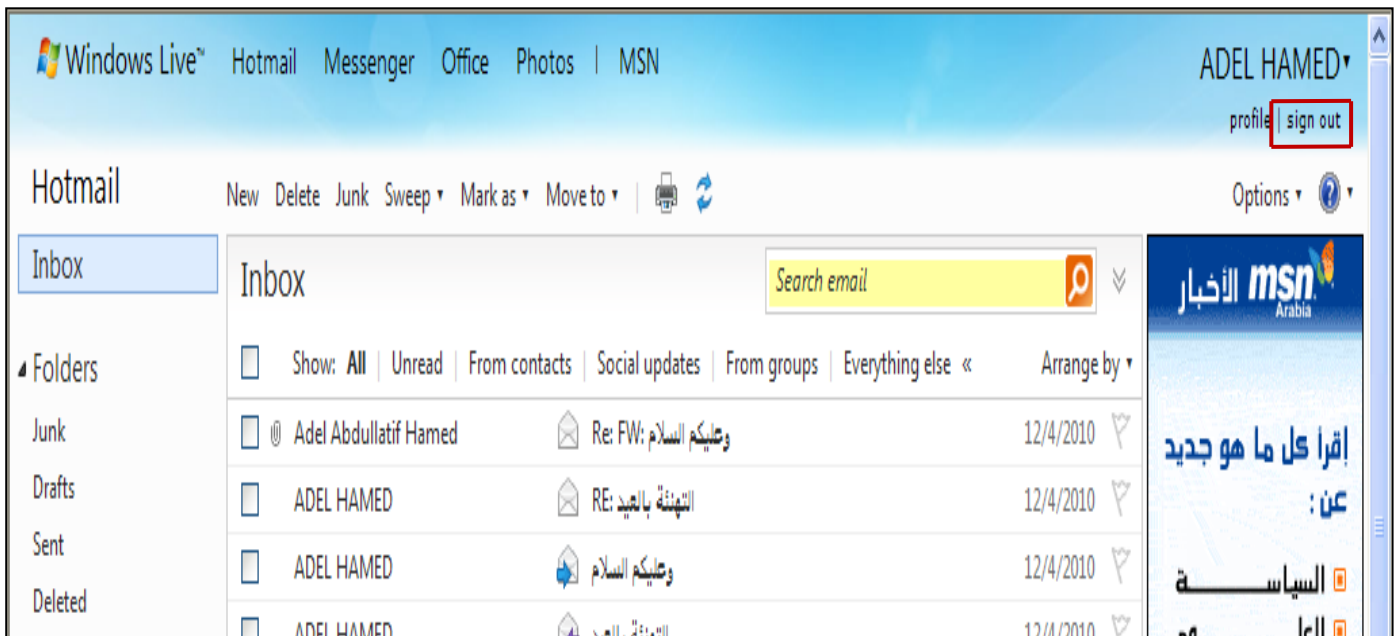 Windows Live™ Hotmail Messenger Office Photos | MSN ADEL HAMED
profile | sign out
Hotmail New Delete Junk Sweep Mark as Move to Options
Inbox
Inbox Search email
msn الأخبار
Arabia
Folders
Show: All | Unread | From contacts | Social updates | From groups | Everything else « Arrange by
Junk
Adel Abdullatif Hamed Re: FW: وعليكم السلام 12/4/2010
إقرأ كل ما هو جديد
عن :
Drafts
ADEL HAMED RE: التهنئة بالعيد 12/4/2010
Sent
ADEL HAMED وعليكم السلام 12/4/2010
السياســـــــة
Deleted
ADEL HAMED التهنئة بالعيد 12/4/2010